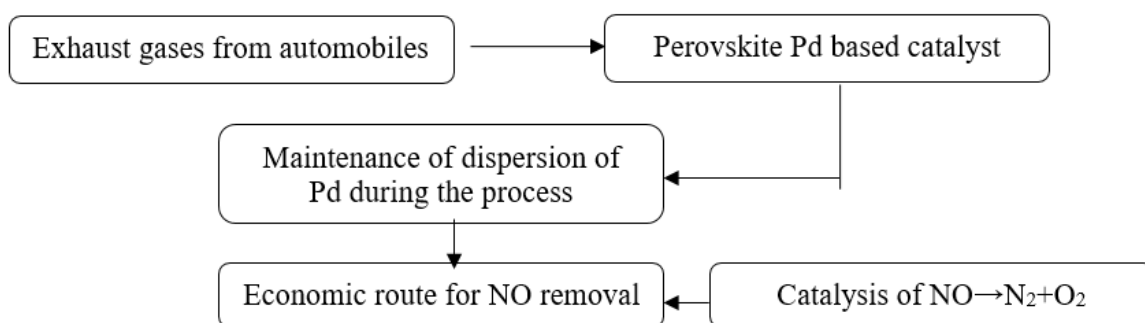 Exhaust gases from automobiles
Perovskite Pd based catalyst
Maintenance of dispersion of
Pd during the process
Economic route for NO removal
Catalysis of NO→N₂+O₂